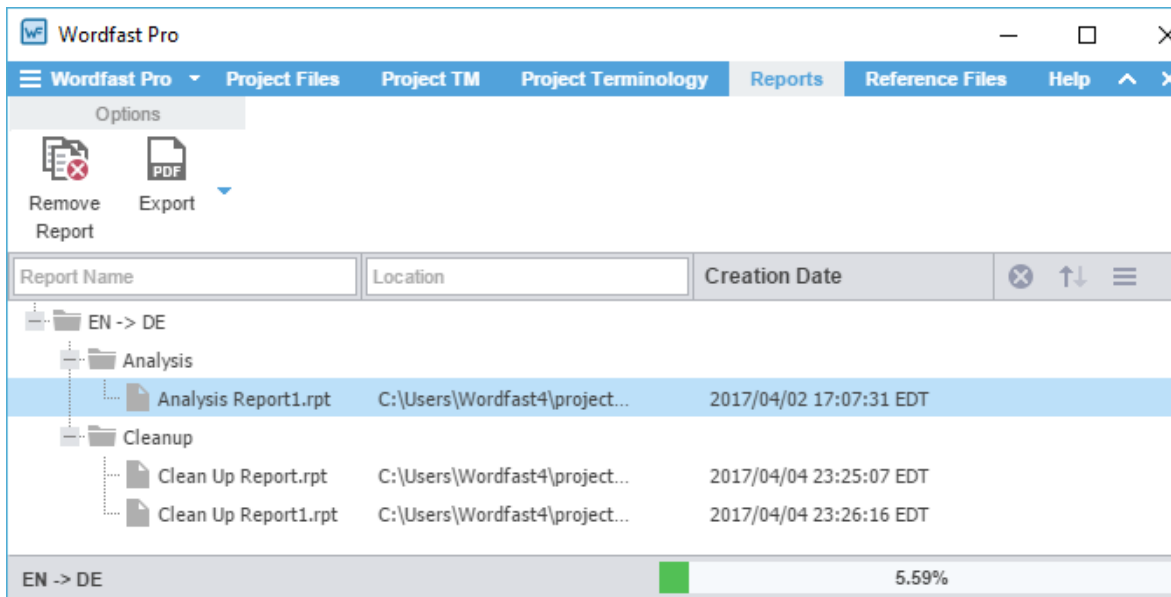 WF Wordfast Pro
Wordfast Pro Project Files Project TM Project Terminology Reports Reference Files Help
Options
PDF
Remove Report
Export
Report Name Location Creation Date
EN -> DE
Analysis
Analysis Report1.rpt C:\Users\Wordfast4\project... 2017/04/02 17:07:31 EDT
Cleanup
Clean Up Report.rpt C:\Users\Wordfast4\project... 2017/04/04 23:25:07 EDT
Clean Up Report1.rpt C:\Users\Wordfast4\project... 2017/04/04 23:26:16 EDT
EN -> DE 5.59%